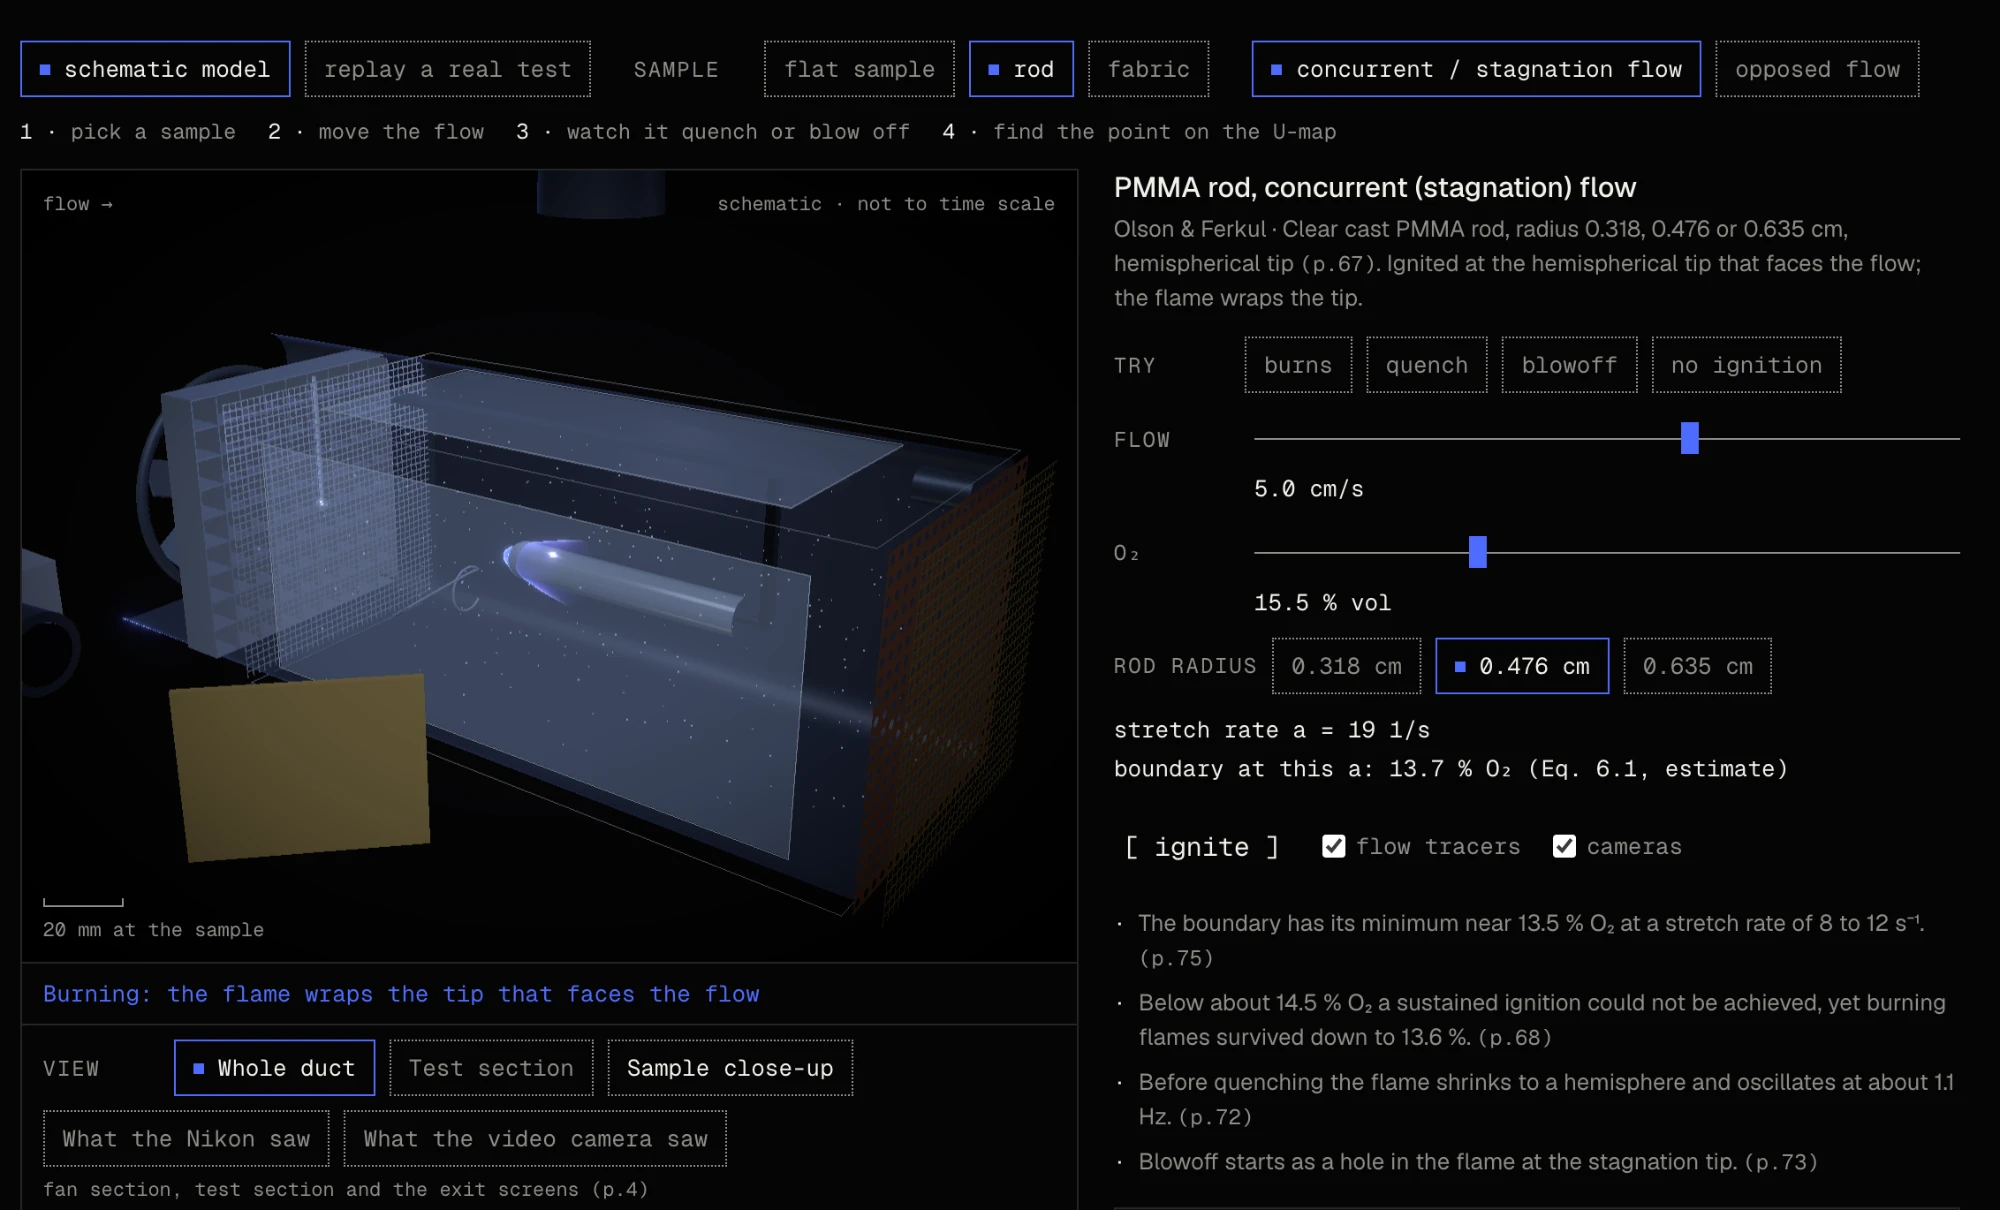 schematic model replay a real test SAMPLE flat sample rod fabric concurrent / stagnation flow opposed flow
1 · pick a sample 2 · move the flow 3 · watch it quench or blow off 4 · find the point on the U-map
flow →
schematic · not to time scale
20 mm at the sample
Burning: the flame wraps the tip that faces the flow
VIEW Whole duct Test section Sample close-up
What the Nikon saw What the video camera saw
fan section, test section and the exit screens (p.4)
PMMA rod, concurrent (stagnation) flow
Olson & Ferkul · Clear cast PMMA rod, radius 0.318, 0.476 or 0.635 cm,
hemispherical tip (p.67). Ignited at the hemispherical tip that faces the flow;
the flame wraps the tip.
TRY burns quench blowoff no ignition
FLOW
5.0 cm/s
O₂
15.5 % vol
ROD RADIUS 0.318 cm 0.476 cm 0.635 cm
stretch rate a = 19 1/s
boundary at this a: 13.7 % O₂ (Eq. 6.1, estimate)
[ ignite ] flow tracers cameras
· The boundary has its minimum near 13.5 % O₂ at a stretch rate of 8 to 12 s⁻¹.
(p.75)
· Below about 14.5 % O₂ a sustained ignition could not be achieved, yet burning
flames survived down to 13.6 %. (p.68)
· Before quenching the flame shrinks to a hemisphere and oscillates at about 1.1
Hz. (p.72)
· Blowoff starts as a hole in the flame at the stagnation tip. (p.73)